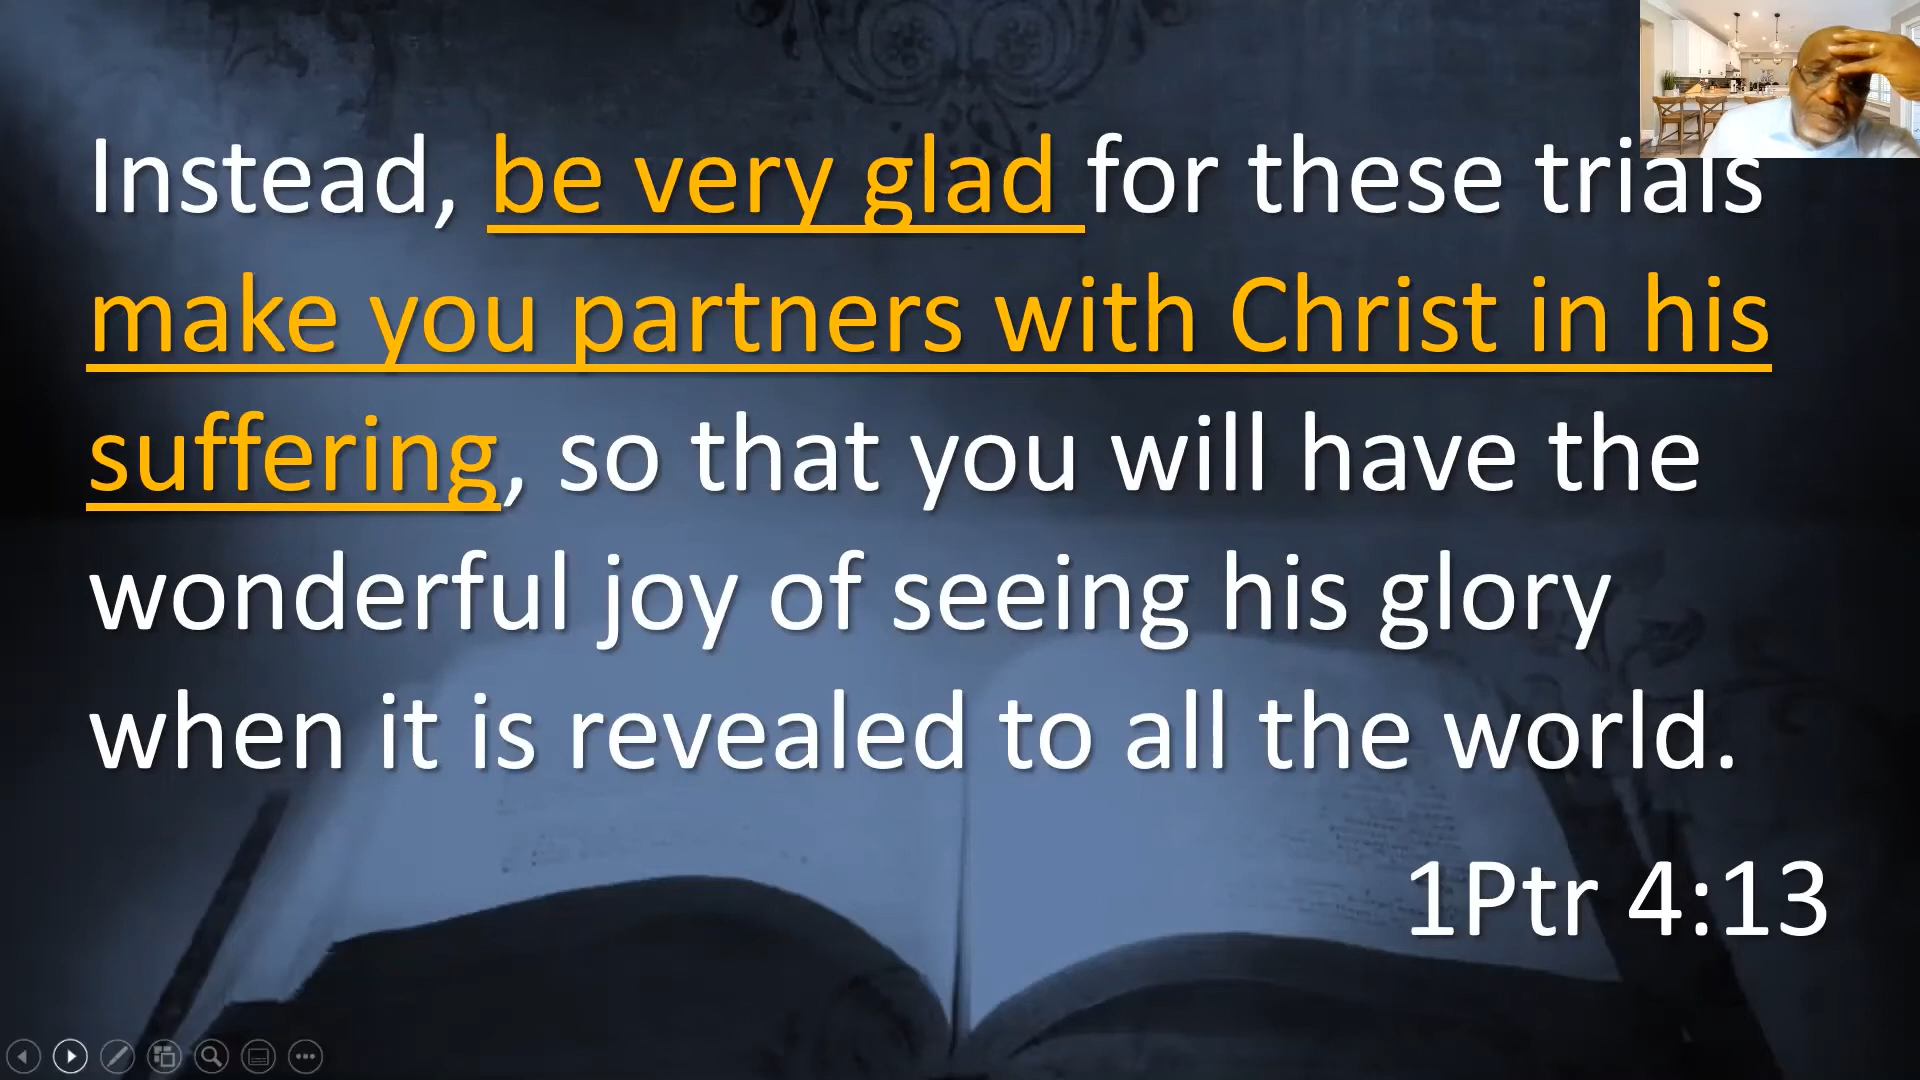 Instead, be very glad for these trials
make you partners with Christ in his
suffering, so that you will have the
wonderful joy of seeing his glory
when it is revealed to all the world.
1Ptr 4:13